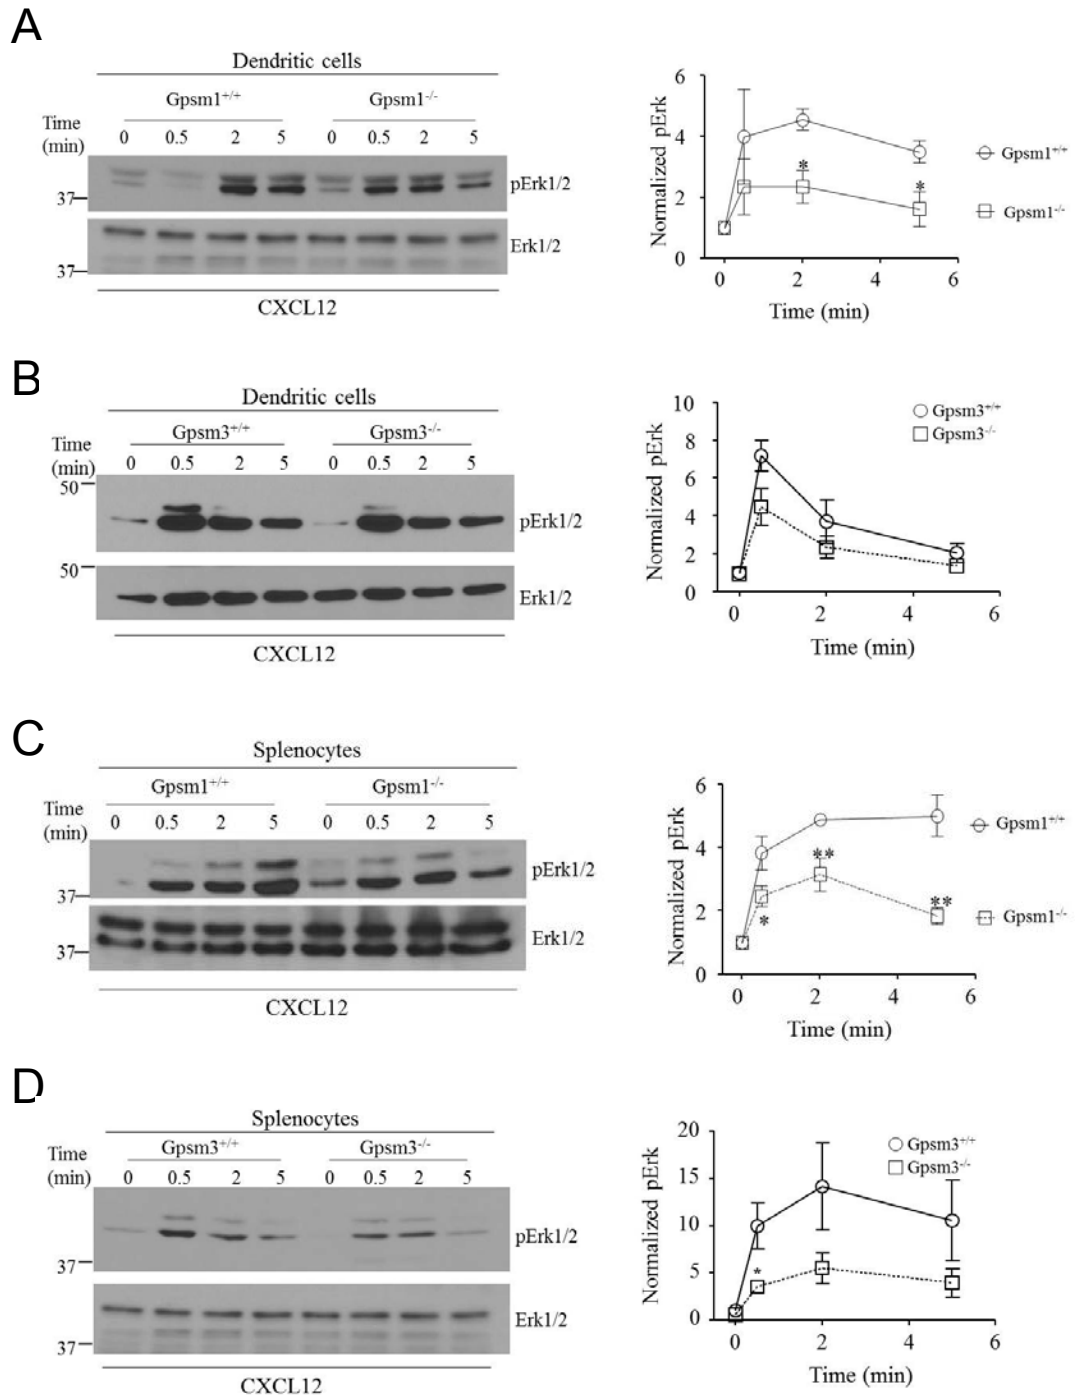 A
Dendritic cells
Gpsm1+/+ Gpsm1-/-
Time (min) 0 0.5 2 5 0 0.5 2 5
pErk1/2
37
Erk1/2
37
CXCL12
6
4
2
0
Normalized pErk
0 2 4 6
Time (min)
*
*
Gpsm1+/+
Gpsm1-/-
B
Dendritic cells
Gpsm3+/+ Gpsm3-/-
Time (min) 0 0.5 2 5 0 0.5 2 5
50
pErk1/2
50
Erk1/2
CXCL12
10
8
6
4
2
0
Normalized pErk
0 2 4 6
Time (min)
Gpsm3+/+
Gpsm3-/-
C
Splenocytes
Gpsm1+/+ Gpsm1-/-
Time (min) 0 0.5 2 5 0 0.5 2 5
pErk1/2
37
Erk1/2
37
CXCL12
6
4
2
0
Normalized pErk
0 2 4 6
Time (min)
*
**
**
Gpsm1+/+
Gpsm1-/-
D
Splenocytes
Gpsm3+/+ Gpsm3-/-
Time (min) 0 0.5 2 5 0 0.5 2 5
pErk1/2
37
Erk1/2
37
CXCL12
20
15
10
5
0
Normalized pErk
0 2 4 6
Time (min)
*
Gpsm3+/+
Gpsm3-/-